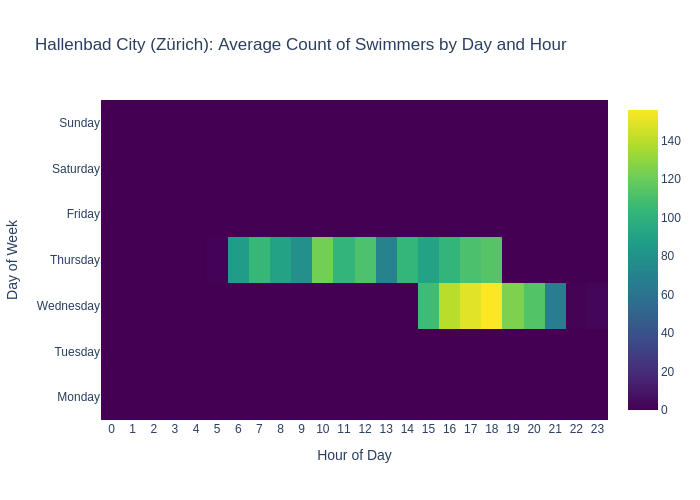 Hallenbad City (Zürich): Average Count of Swimmers by Day and Hour
Sunday
Saturday
Friday
Thursday
Wednesday
Tuesday
Monday
Day of Week
0 1 2 3 4 5 6 7 8 9 10 11 12 13 14 15 16 17 18 19 20 21 22 23
Hour of Day
140
120
100
80
60
40
20
0